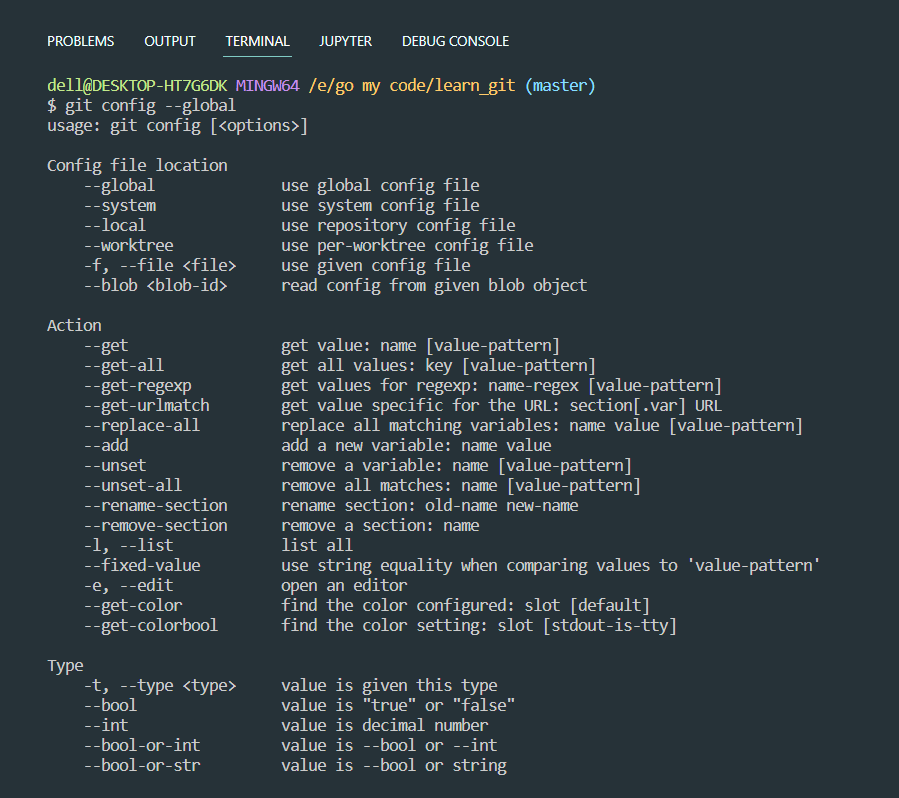 PROBLEMS OUTPUT TERMINAL JUPYTER DEBUG CONSOLE
dell@DESKTOP-HT7G6DK MINGW64 /e/go my code/learn_git (master)
$ git config --global
usage: git config [<options>]

Config file location
    --global              use global config file
    --system              use system config file
    --local               use repository config file
    --worktree            use per-worktree config file
    -f, --file <file>     use given config file
    --blob <blob-id>      read config from given blob object

Action
    --get                 get value: name [value-pattern]
    --get-all             get all values: key [value-pattern]
    --get-regexp          get values for regexp: name-regex [value-pattern]
    --get-urlmatch        get value specific for the URL: section[.var] URL
    --replace-all         replace all matching variables: name value [value-pattern]
    --add                 add a new variable: name value
    --unset               remove a variable: name [value-pattern]
    --unset-all           remove all matches: name [value-pattern]
    --rename-section      rename section: old-name new-name
    --remove-section      remove a section: name
    -l, --list            list all
    --fixed-value         use string equality when comparing values to 'value-pattern'
    -e, --edit            open an editor
    --get-color           find the color configured: slot [default]
    --get-colorbool       find the color setting: slot [stdout-is-tty]

Type
    -t, --type <type>     value is given this type
    --bool                value is "true" or "false"
    --int                 value is decimal number
    --bool-or-int         value is --bool or --int
    --bool-or-str         value is --bool or string